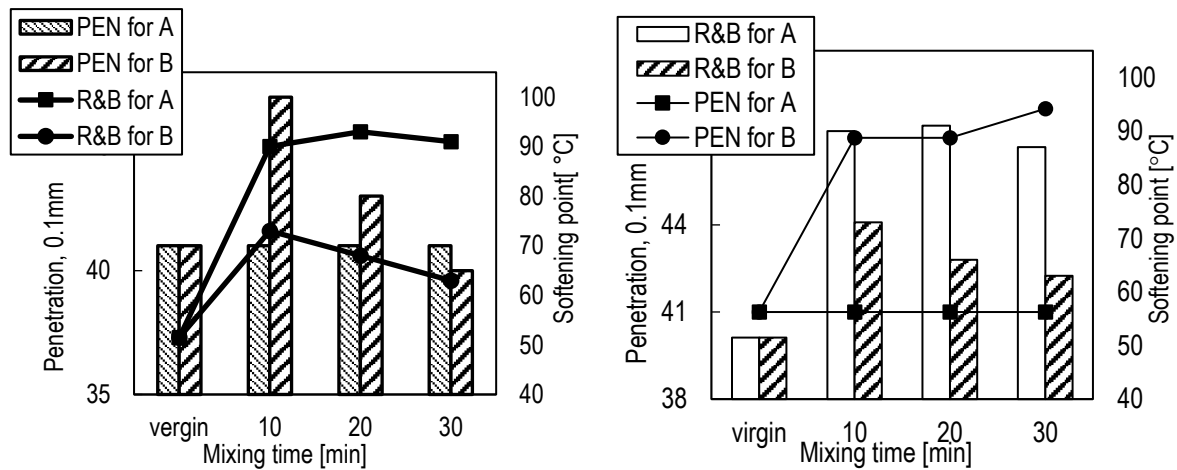 PEN for A
PEN for B
R&B for A
R&B for B
Penetration, 0.1mm
40
35
100
90
80
70
60
50
40
Softening point[ °C]
vergin 10 20 30
Mixing time [min]
R&B for A
R&B for B
PEN for A
PEN for B
Penetration, 0.1mm
44
41
38
100
90
80
70
60
50
40
Softening point [°C]
virgin 10 20 30
Mixing time [min]